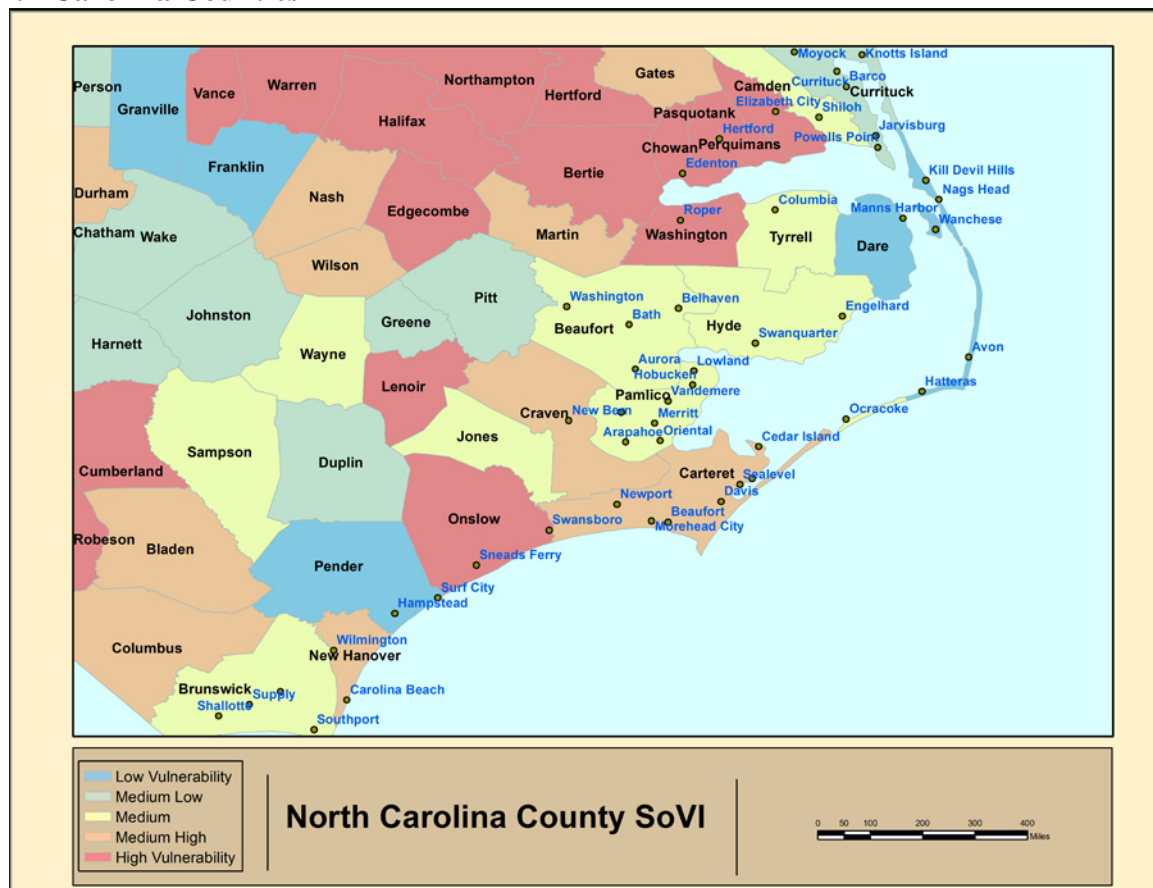 Moyock
Knotts Island
Person
Granville
Vance
Warren
Northampton
Hertford
Gates
Camden
Currituck
Barco
Currituck
Halifax
Pasquotank
Elizabeth City
Shiloh
Franklin
Chowan
Hertford
Perquimans
Powells Point
Jarvisburg
Bertie
Edenton
Durham
Nash
Edgecombe
Kill Devil Hills
Nags Head
Chatham
Wake
Martin
Roper
Washington
Columbia
Tyrrell
Manns Harbor
Wanchese
Dare
Wilson
Johnston
Greene
Pitt
Washington
Bath
Beaufort
Belhaven
Hyde
Swanquarter
Engelhard
Harnett
Wayne
Lenoir
Aurora
Hobucken
Lowland
Avon
Pamlico
Vandemere
Hatteras
Craven
New Bern
Merritt
Ocracoke
Arapahoe
Oriental
Cedar Island
Sampson
Jones
Duplin
Cumberland
Carteret
Sealevel
Davis
Newport
Beaufort
Morehead City
Onslow
Swansboro
Robeson
Bladen
Pender
Sneads Ferry
Surf City
Hampstead
Columbus
Wilmington
New Hanover
Brunswick
Supply
Shallotte
Carolina Beach
Southport
Low Vulnerability
Medium Low
Medium
Medium High
High Vulnerability
North Carolina County SoVI
0 50 100 200 300 400
Miles